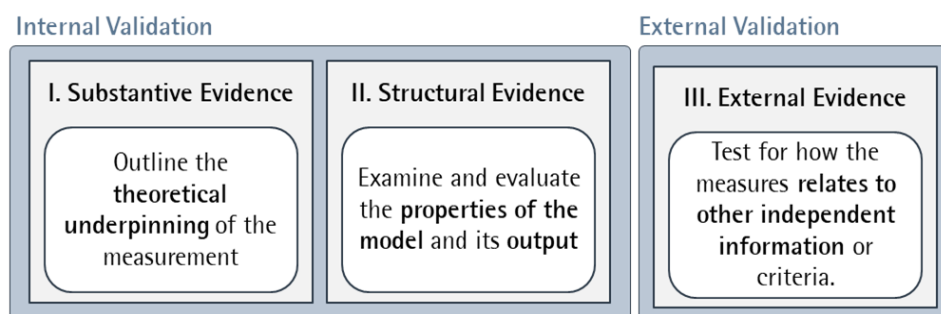 Internal Validation
External Validation
I. Substantive Evidence
Outline the
theoretical
underpinning of the
measurement
II. Structural Evidence
Examine and evaluate
the properties of the
model and its output
III. External Evidence
Test for how the
measures relates to
other independent
information or
criteria.